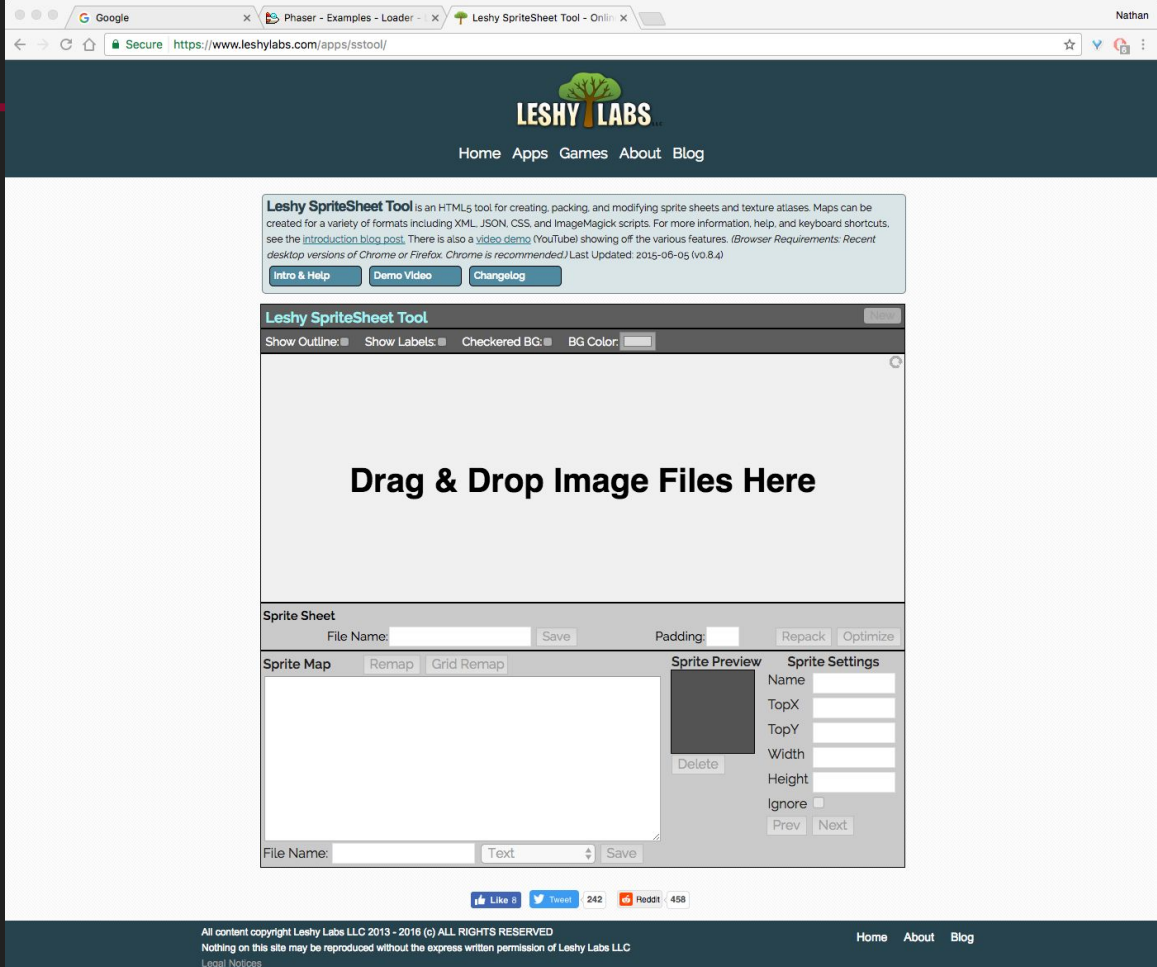 Google
Phaser - Examples - Loader -
Leshy SpriteSheet Tool - Onlin
Nathan
Secure https://www.leshylabs.com/apps/sstool/
6
LESHY LABS
Home Apps Games About Blog
Leshy SpriteSheet Tool is an HTML5 tool for creating, packing, and modifying sprite sheets and texture atlases. Maps can be
created for a variety of formats including XML, JSON, CSS, and ImageMagick scripts. For more information, help, and keyboard shortcuts,
see the introduction blog post. There is also a video demo (YouTube) showing off the various features. (Browser Requirements: Recent
desktop versions of Chrome or Firefox. Chrome is recommended.) Last Updated: 2015-06-05 (v0.8.4)
Intro & Help Demo Video Changelog
Leshy SpriteSheet Tool New
Show Outline: Show Labels: Checkered BG: BG Color:
Drag & Drop Image Files Here
Sprite Sheet
File Name: Save Padding: Repack Optimize
Sprite Map Remap Grid Remap
Sprite Preview Sprite Settings
Name
TopX
TopY
Width
Delete
Height
Ignore
Prev Next
File Name: Text Save
Like 8 Tweet 242 Reddit 458
All content copyright Leshy Labs LLC 2013 - 2016 (c) ALL RIGHTS RESERVED
Nothing on this site may be reproduced without the express written permission of Leshy Labs LLC
Legal Notices
Home About Blog